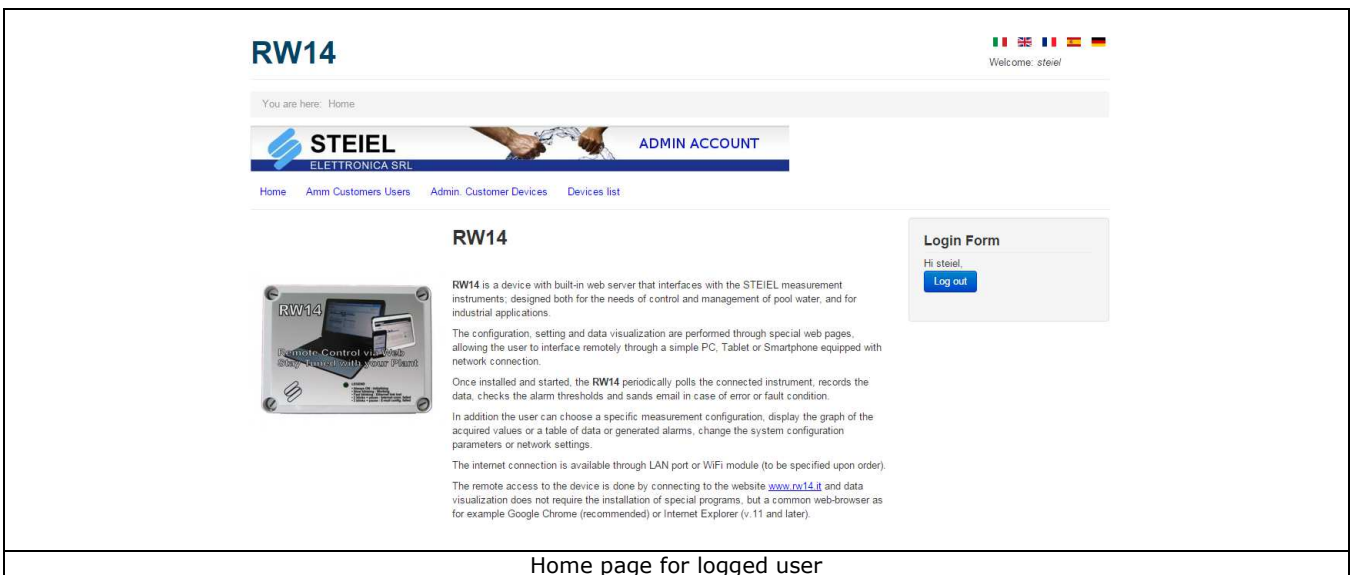 RW14
Welcome: steiel
You are here: Home
STEIEL
ELETTRONICA SRL
ADMIN ACCOUNT
Home Amm Customers Users Admin. Customer Devices Devices list
RW14
Login Form
Hi steiel,
Log out
RW14
Remote Control via Web
Stay Tuned with your Plant
RW14 is a device with built-in web server that interfaces with the STEIEL measurement
instruments; designed both for the needs of control and management of pool water, and for
industrial applications.
The configuration, setting and data visualization are performed through special web pages,
allowing the user to interface remotely through a simple PC, Tablet or Smartphone equipped with
network connection.
Once installed and started, the RW14 periodically polls the connected instrument, records the
data, checks the alarm thresholds and sands email in case of error or fault condition.
In addition the user can choose a specific measurement configuration, display the graph of the
acquired values or a table of data or generated alarms, change the system configuration
parameters or network settings.
The internet connection is available through LAN port or WiFi module (to be specified upon order).
The remote access to the device is done by connecting to the website www.rw14.it and data
visualization does not require the installation of special programs, but a common web-browser as
for example Google Chrome (recommended) or Internet Explorer (v.11 and later).
Home page for logged user